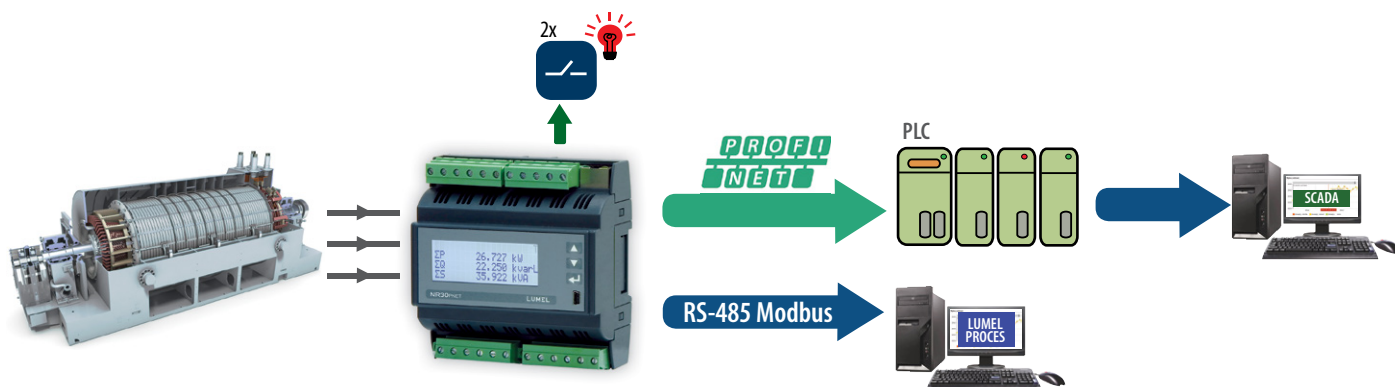 2x
PROFI
NET
PLC
SCADA
ΣP 26.727 kW
ΣQ 22.250 kvarL
ΣS 35.922 kVA
LUMEL
RS-485 Modbus
LUMEL
PROCES